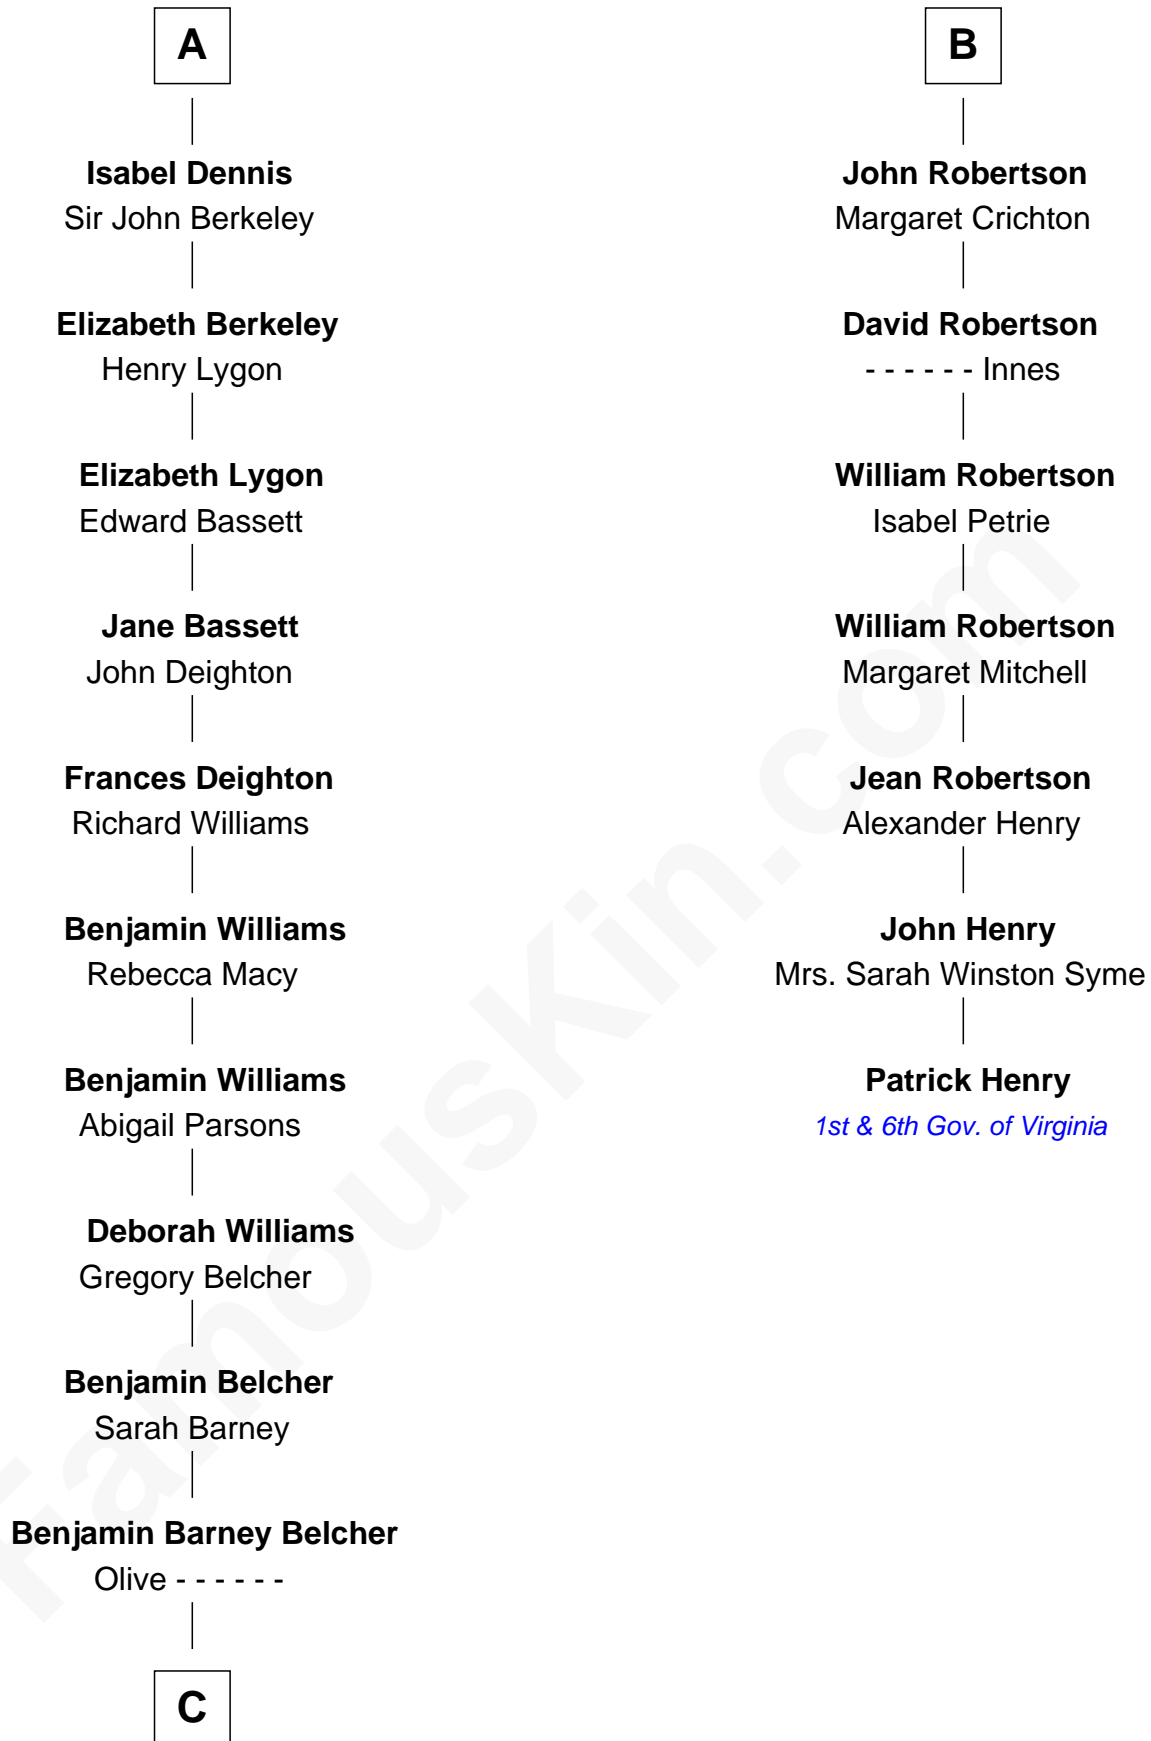 A
Isabel Dennis
Sir John Berkeley
Elizabeth Berkeley
Henry Lygon
Elizabeth Lygon
Edward Bassett
Jane Bassett
John Deighton
Frances Deighton
Richard Williams
Benjamin Williams
Rebecca Macy
Benjamin Williams
Abigail Parsons
Deborah Williams
Gregory Belcher
Benjamin Belcher
Sarah Barney
Benjamin Barney Belcher
Olive - - - - - -
C
B
John Robertson
Margaret Crichton
David Robertson
- - - - - - Innes
William Robertson
Isabel Petrie
William Robertson
Margaret Mitchell
Jean Robertson
Alexander Henry
John Henry
Mrs. Sarah Winston Syme
Patrick Henry
1st & 6th Gov. of Virginia
FamousKin.com